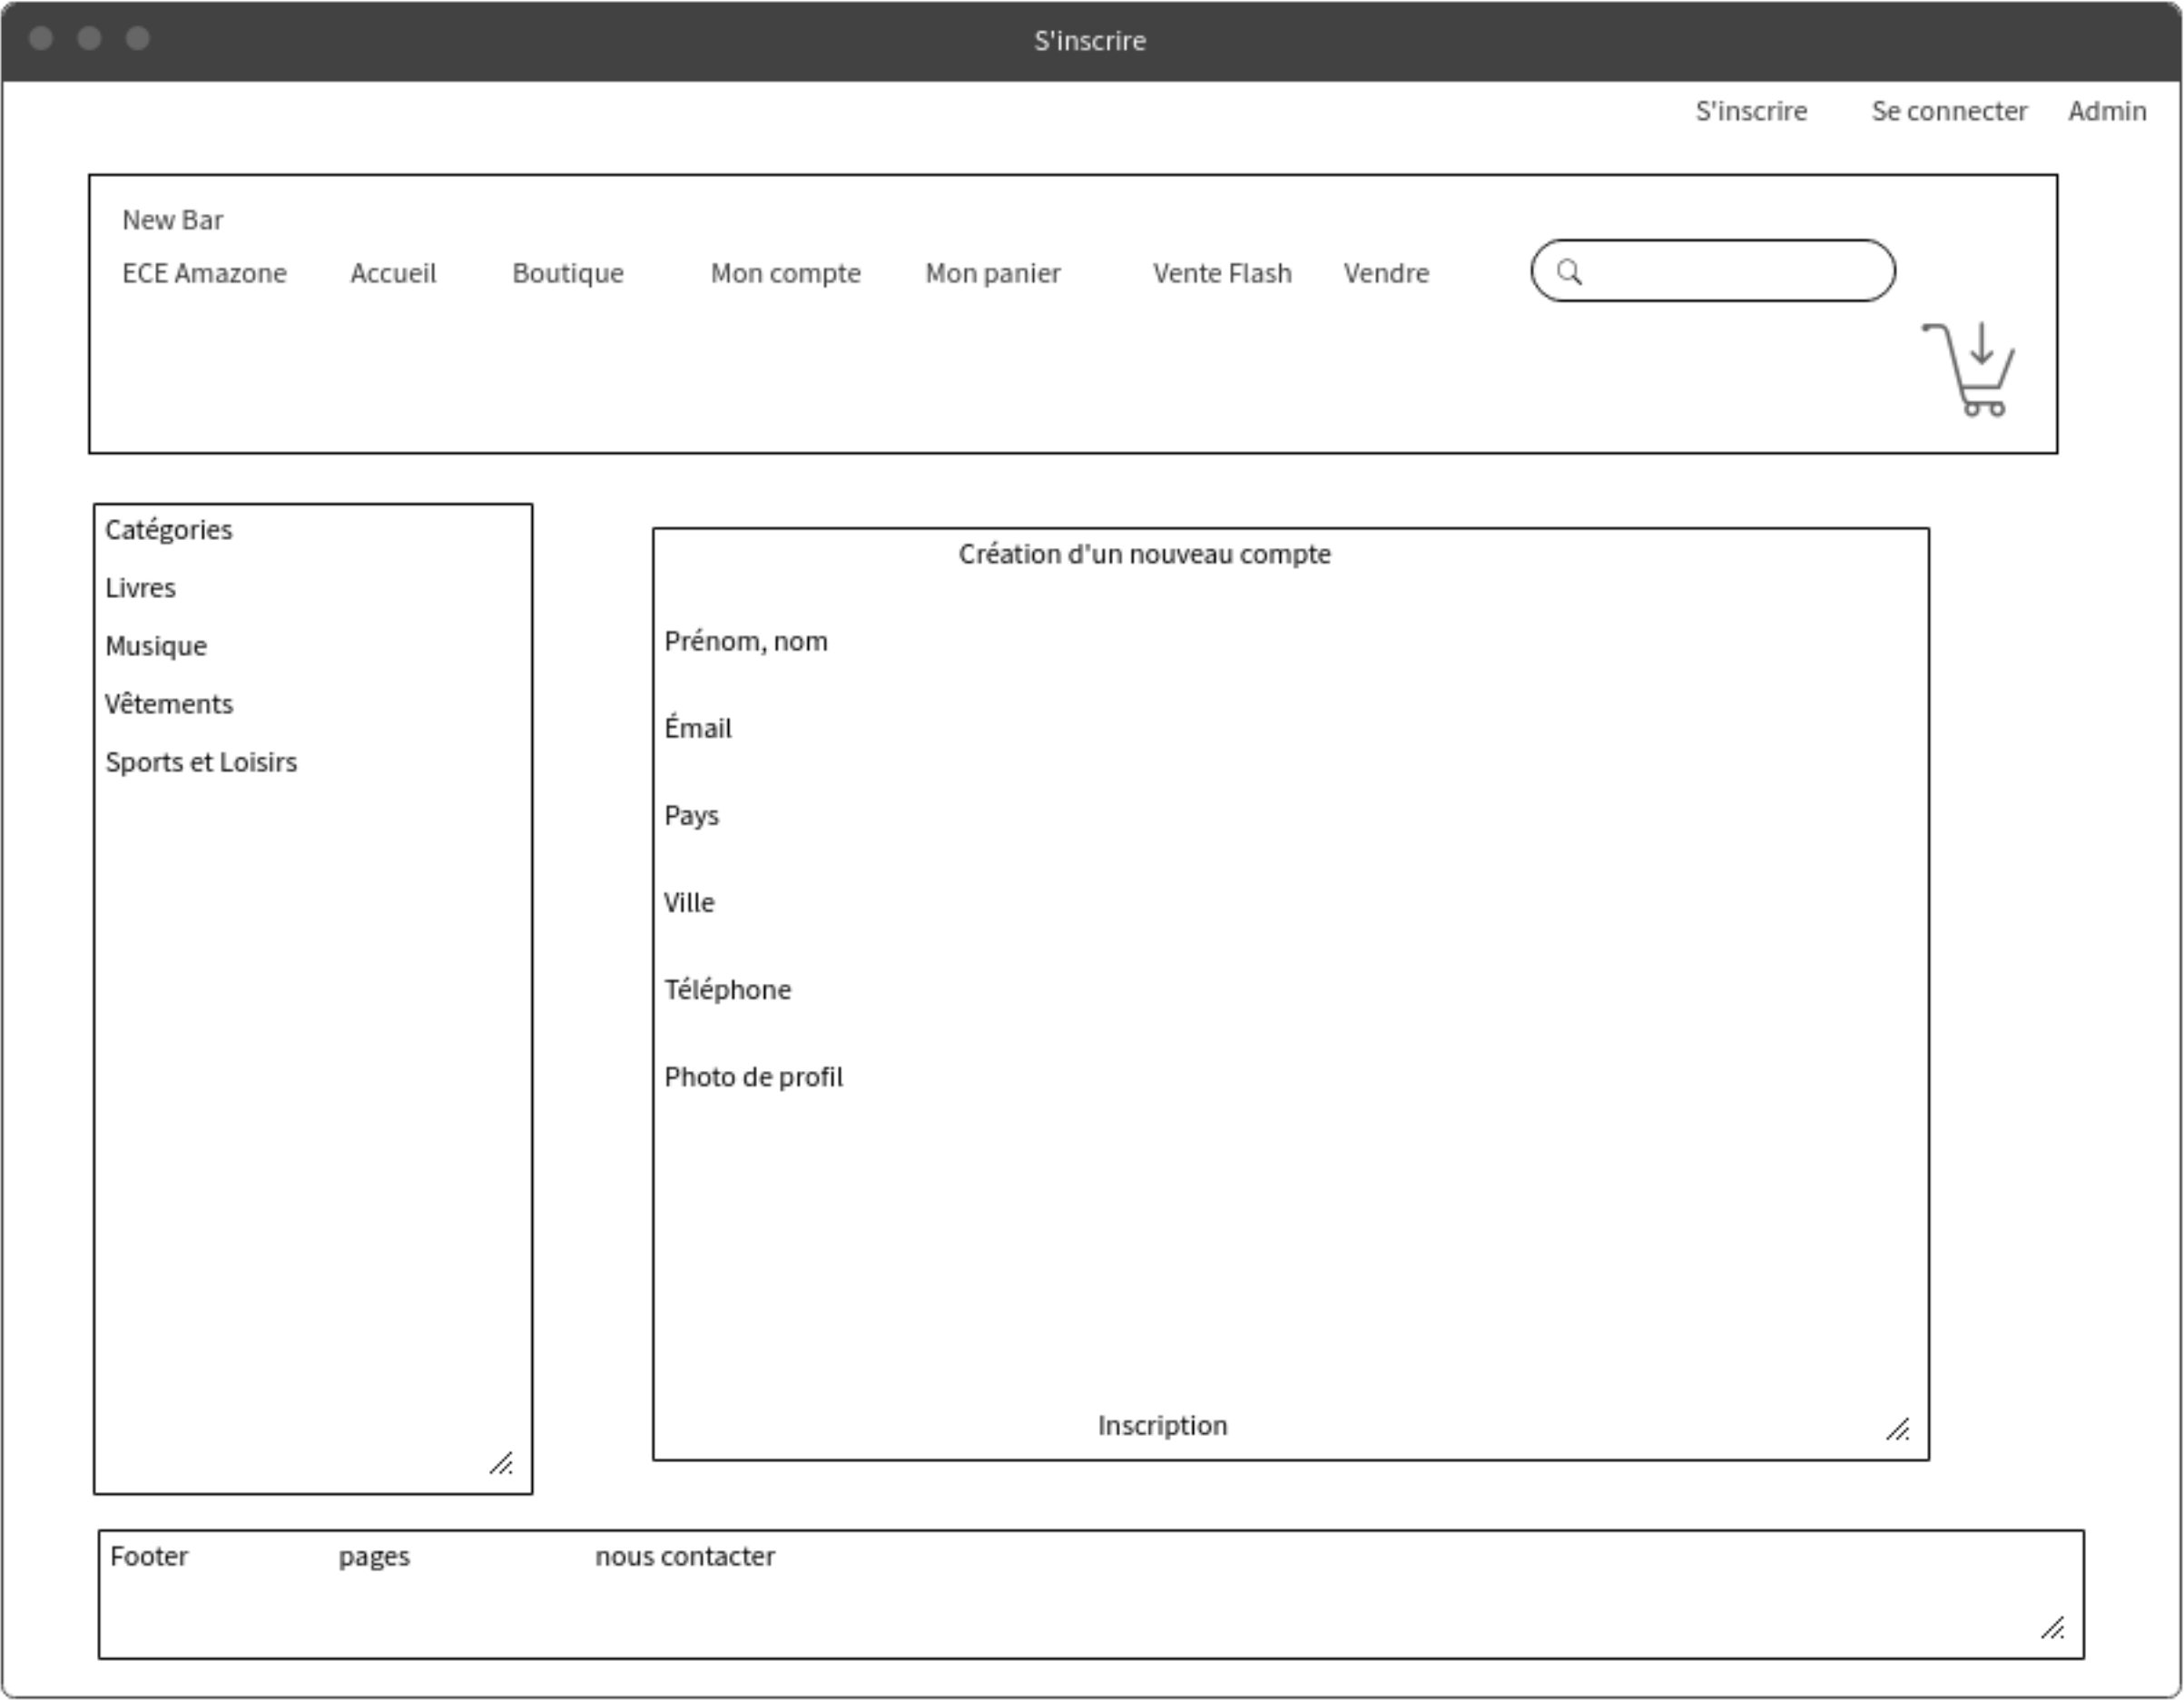 S'inscrire
S'inscrire Se connecter Admin
New Bar
ECE Amazone Accueil Boutique Mon compte Mon panier Vente Flash Vendre
Catégories
Livres
Musique
Vêtements
Sports et Loisirs
Création d'un nouveau compte
Prénom, nom
Émail
Pays
Ville
Téléphone
Photo de profil
Inscription
Footer pages nous contacter